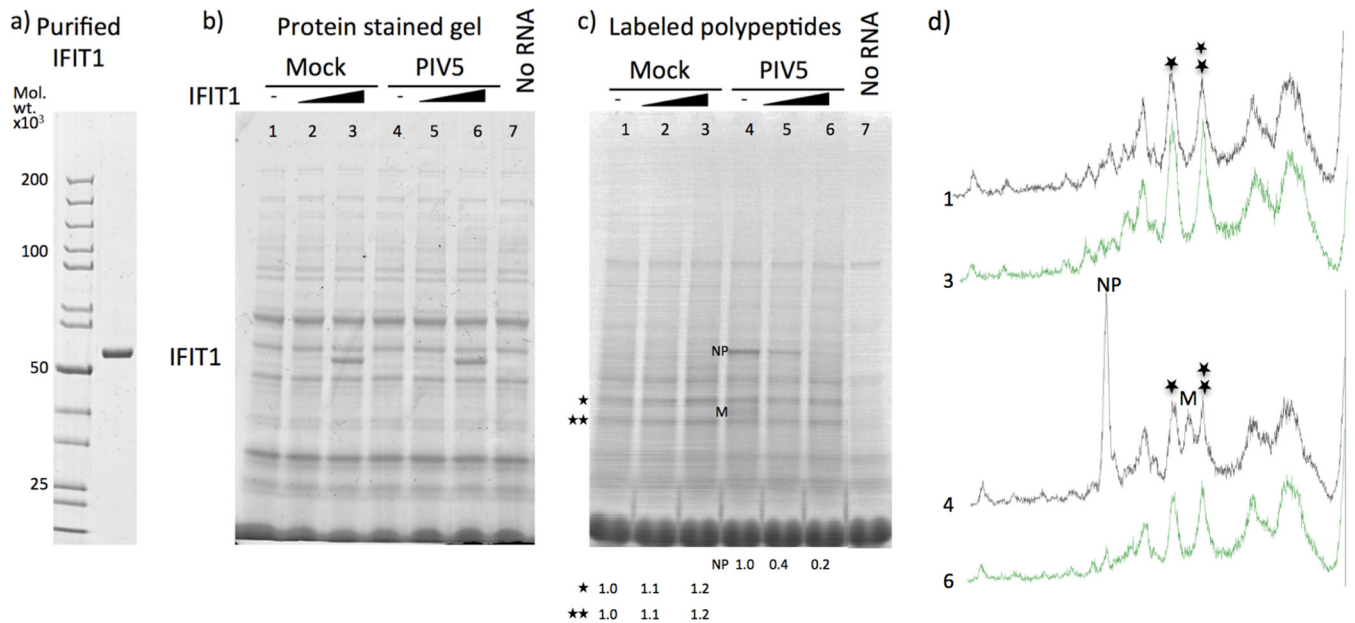 a) Purified
IFIT1
Mol.
wt.
x10³
200
100
50
25
b) Protein stained gel
Mock PIV5 No RNA
IFIT1 - -
1 2 3 4 5 6 7
IFIT1
c) Labeled polypeptides
Mock PIV5 No RNA
- -
1 2 3 4 5 6 7
NP
★
M
★★
NP 1.0 0.4 0.2
★ 1.0 1.1 1.2
★★ 1.0 1.1 1.2
d)
★ ★★
1
3
NP
★ M ★★
4
6